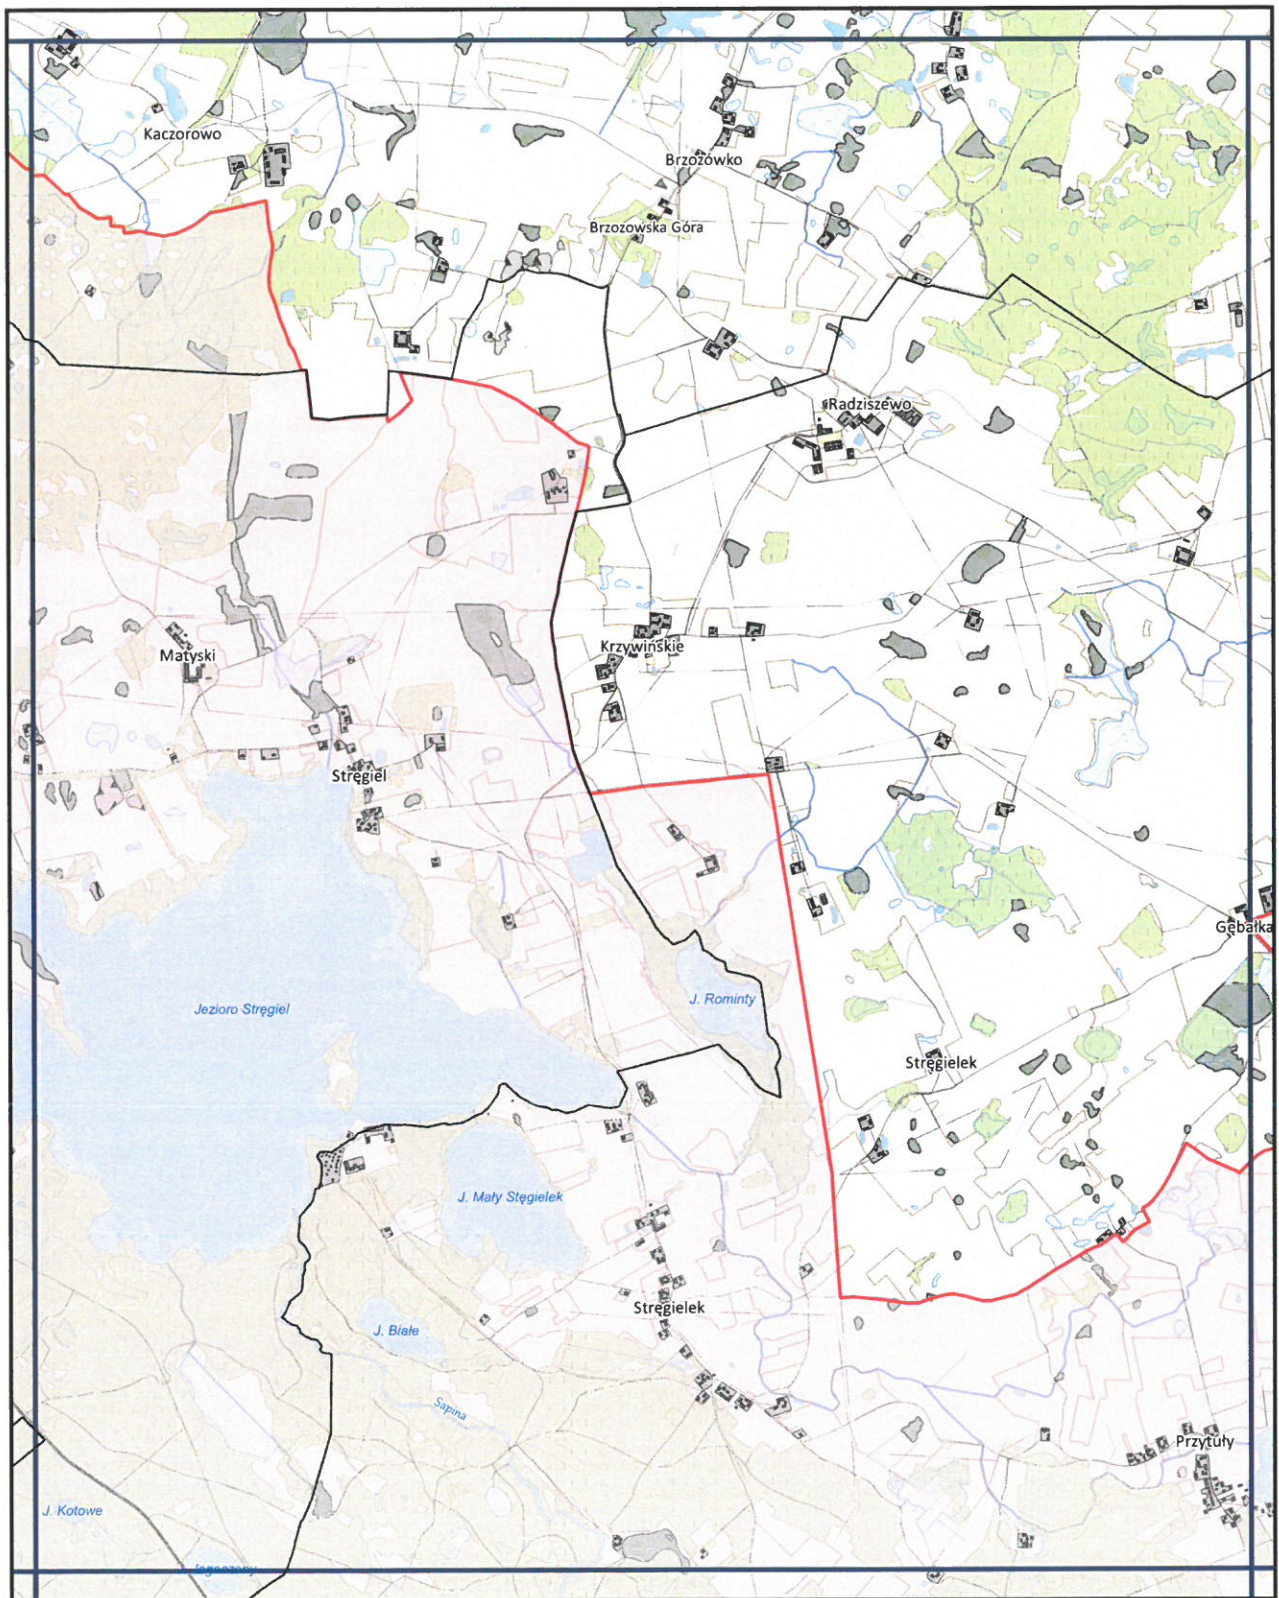 Kaczorowo
Brzozówko
Brzozowska Góra
Radziszewo
Krzywińskie
Matyski
Stręgiel
Gębałka
J. Rominty
Jezioro Stręgiel
Stręgielek
J. Mały Stęgielek
Stręgielek
J. Białe
Sapina
Przytuły
J. Kotowe